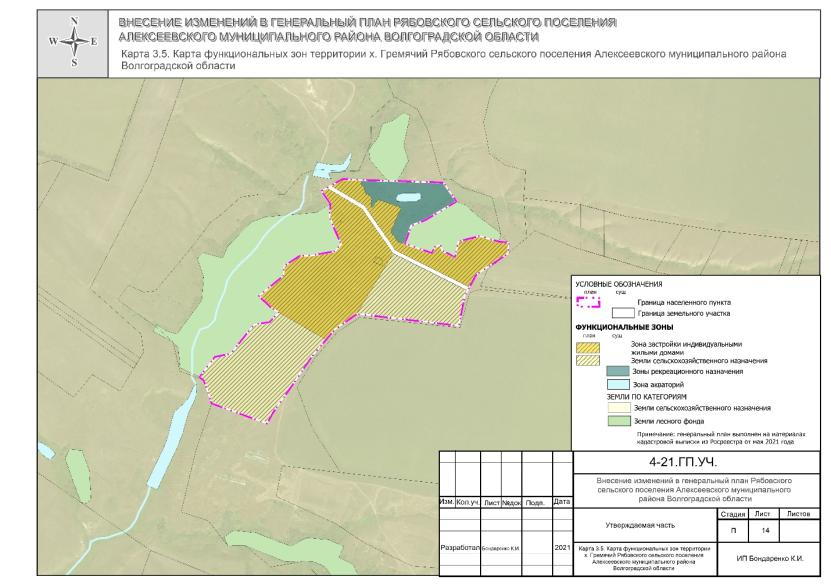 N
W E
S
ВНЕСЕНИЕ ИЗМЕНЕНИЙ В ГЕНЕРАЛЬНЫЙ ПЛАН РЯБОВСКОГО СЕЛЬСКОГО ПОСЕЛЕНИЯ
АЛЕКСЕЕВСКОГО МУНИЦИПАЛЬНОГО РАЙОНА ВОЛГОГРАДСКОЙ ОБЛАСТИ
Карта 3.5. Карта функциональных зон территории х. Гремячий Рябовского сельского поселения Алексеевского муниципального района
Волгоградской области
УСЛОВНЫЕ ОБОЗНАЧЕНИЯ
план сущ
Граница населенного пункта
Граница земельного участка
ФУНКЦИОНАЛЬНЫЕ ЗОНЫ
план сущ
Зона застройки индивидуальными
жилыми домами
Земли сельскохозяйственного назначения
Зоны рекреационного назначения
Зона акваторий
ЗЕМЛИ ПО КАТЕГОРИЯМ
Земли сельскохозяйственного назначения
Земли лесного фонда
Примечание: генеральный план выполнен на материалах
кадастровой выписки из Росреестра от мая 2021 года
4-21.ГП.УЧ.
Внесение изменений в генеральный план Рябовского
сельского поселения Алексеевского муниципального
района Волгоградской области
Изм. Кол.уч. Лист №док Подп. Дата
Утверждаемая часть
Стадия Лист Листов
П 14
Разработал Бондаренко К.И. 2021
Карта 3.5. Карта функциональных зон территории
х. Гремячий Рябовского сельского поселения
Алексеевского муниципального района
Волгоградской области
ИП Бондаренко К.И.